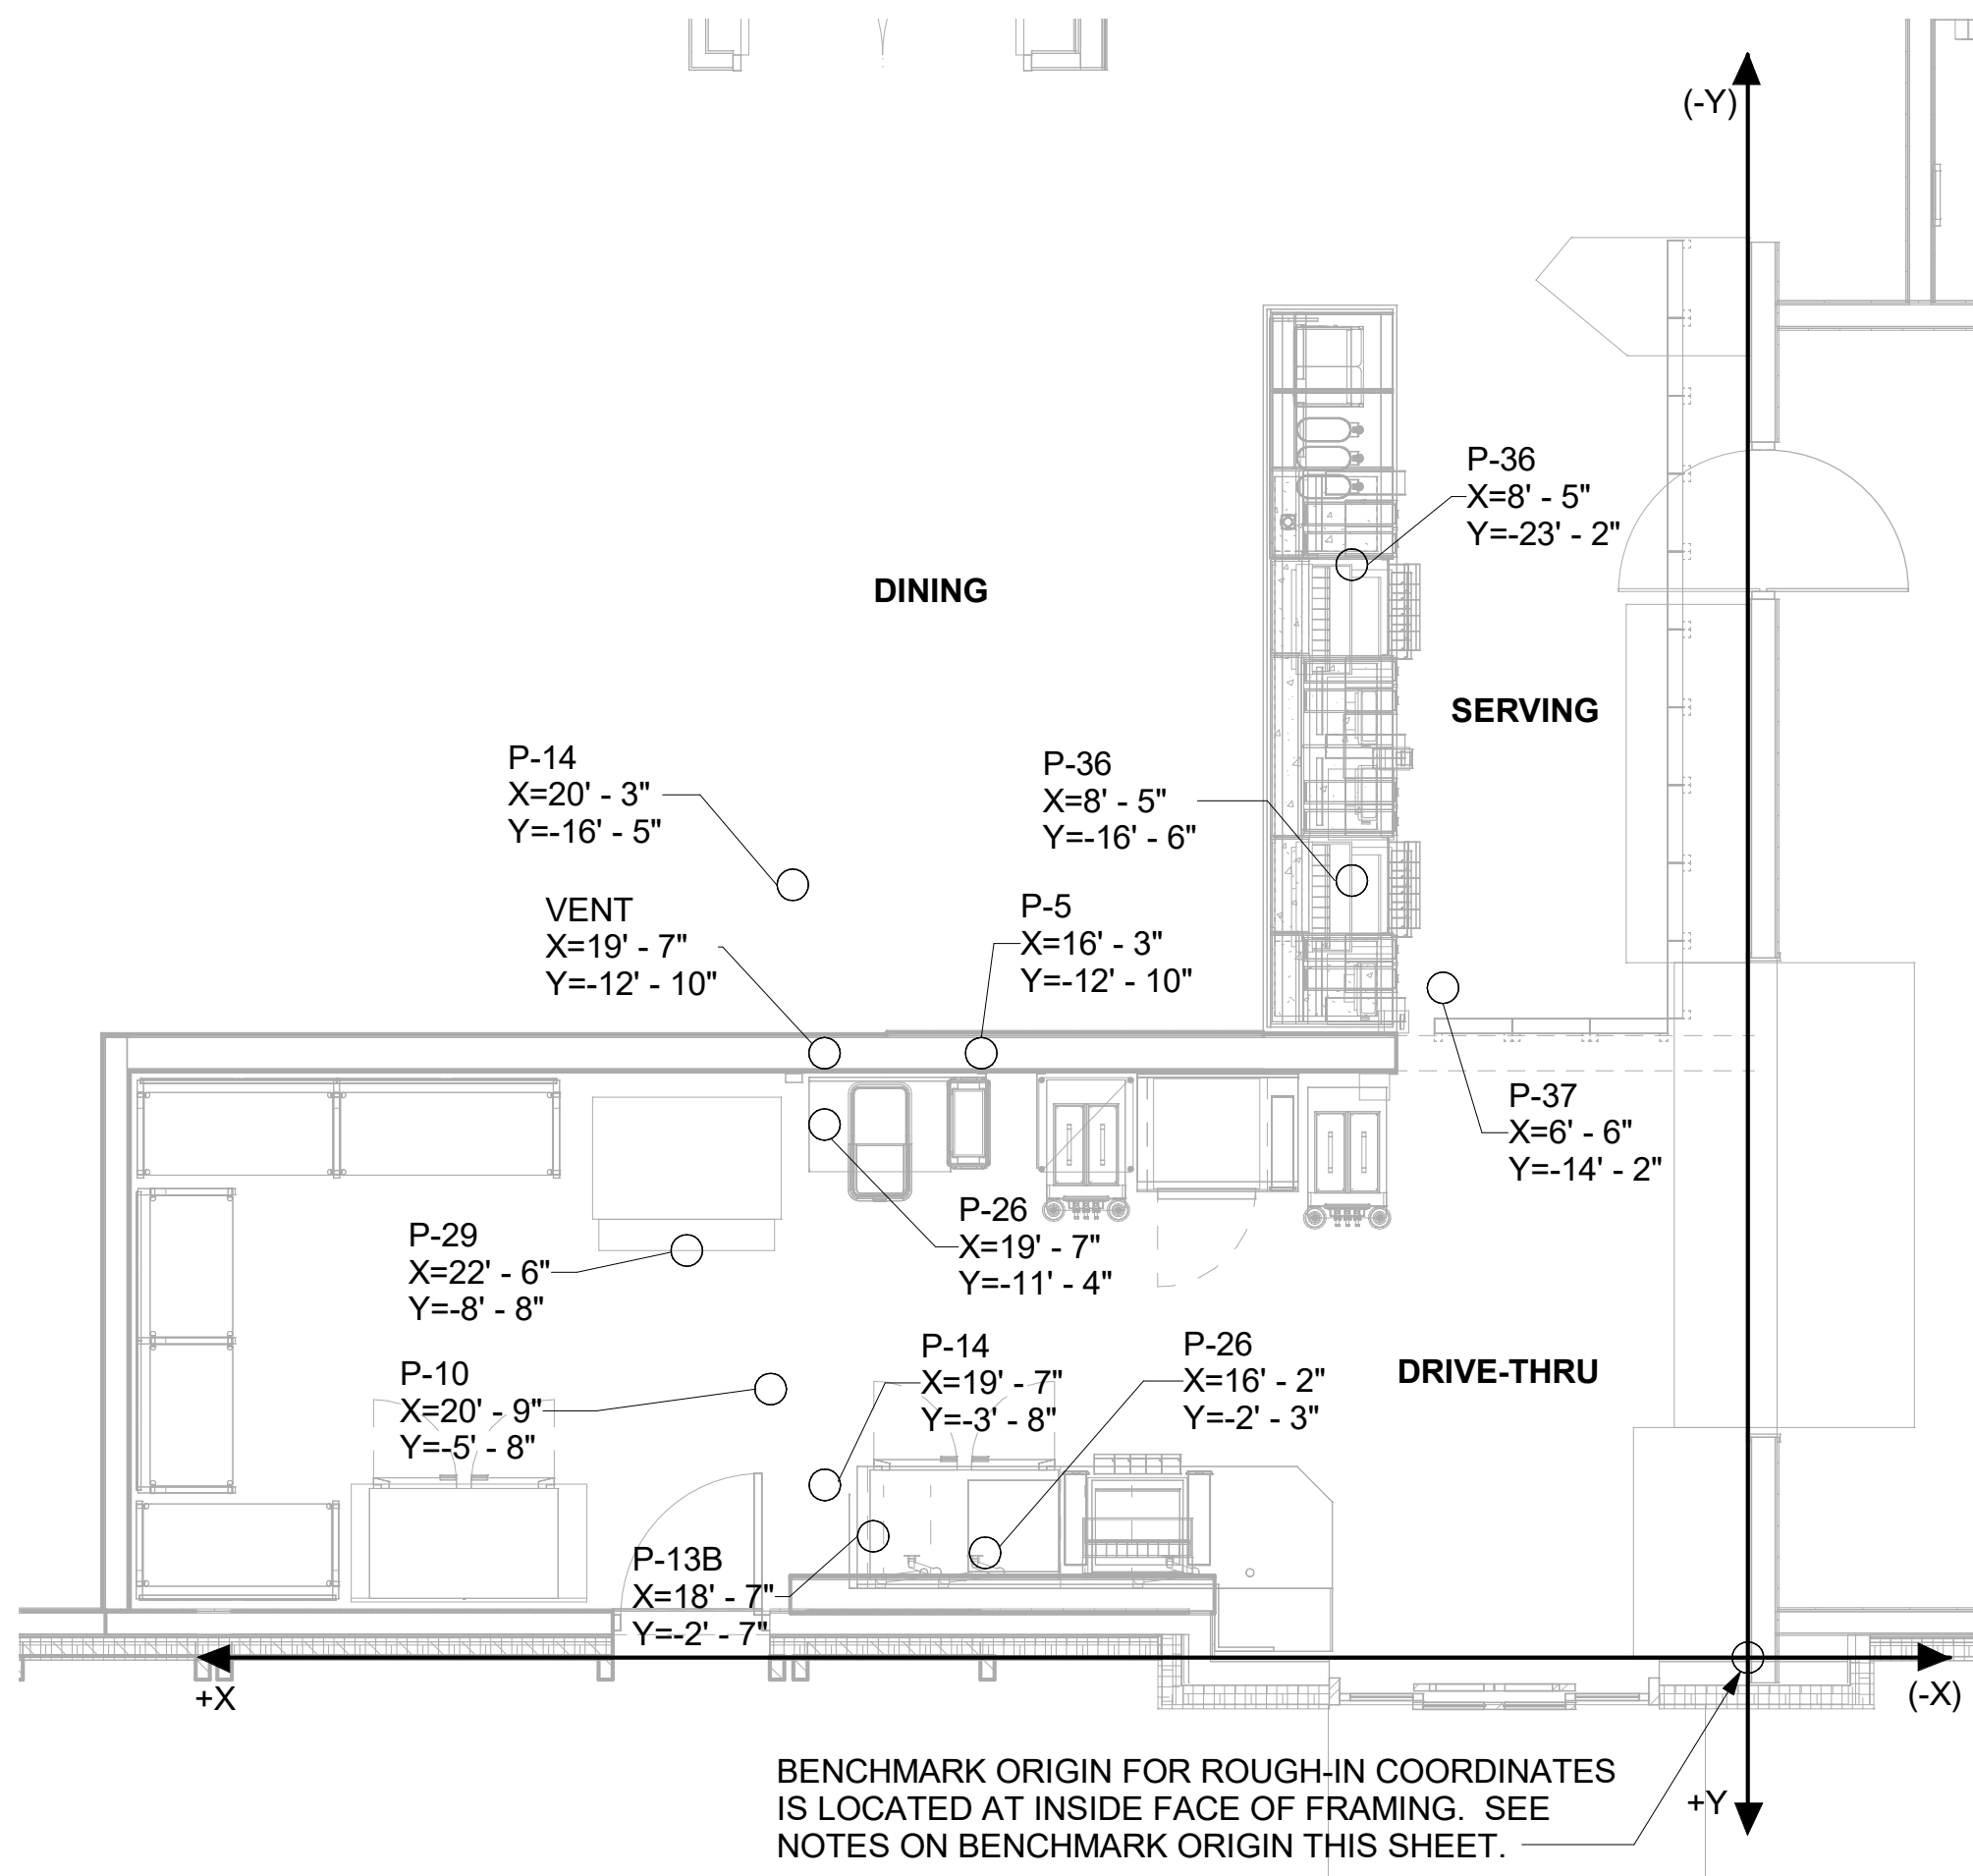 (-Y)
P-36
X=8' - 5"
Y=-23' - 2"
DINING
SERVING
P-14
X=20' - 3"
Y=-16' - 5"
P-36
X=8' - 5"
Y=-16' - 6"
VENT
X=19' - 7"
Y=-12' - 10"
P-5
X=16' - 3"
Y=-12' - 10"
P-37
X=6' - 6"
Y=-14' - 2"
P-26
X=19' - 7"
Y=-11' - 4"
P-29
X=22' - 6"
Y=-8' - 8"
P-10
X=20' - 9"
Y=-5' - 8"
P-14
X=19' - 7"
Y=-3' - 8"
P-26
X=16' - 2"
Y=-2' - 3"
DRIVE-THRU
P-13B
X=18' - 7"
Y=-2' - 7"
+X
(-X)
BENCHMARK ORIGIN FOR ROUGH-IN COORDINATES
IS LOCATED AT INSIDE FACE OF FRAMING.  SEE
NOTES ON BENCHMARK ORIGIN THIS SHEET.
+Y